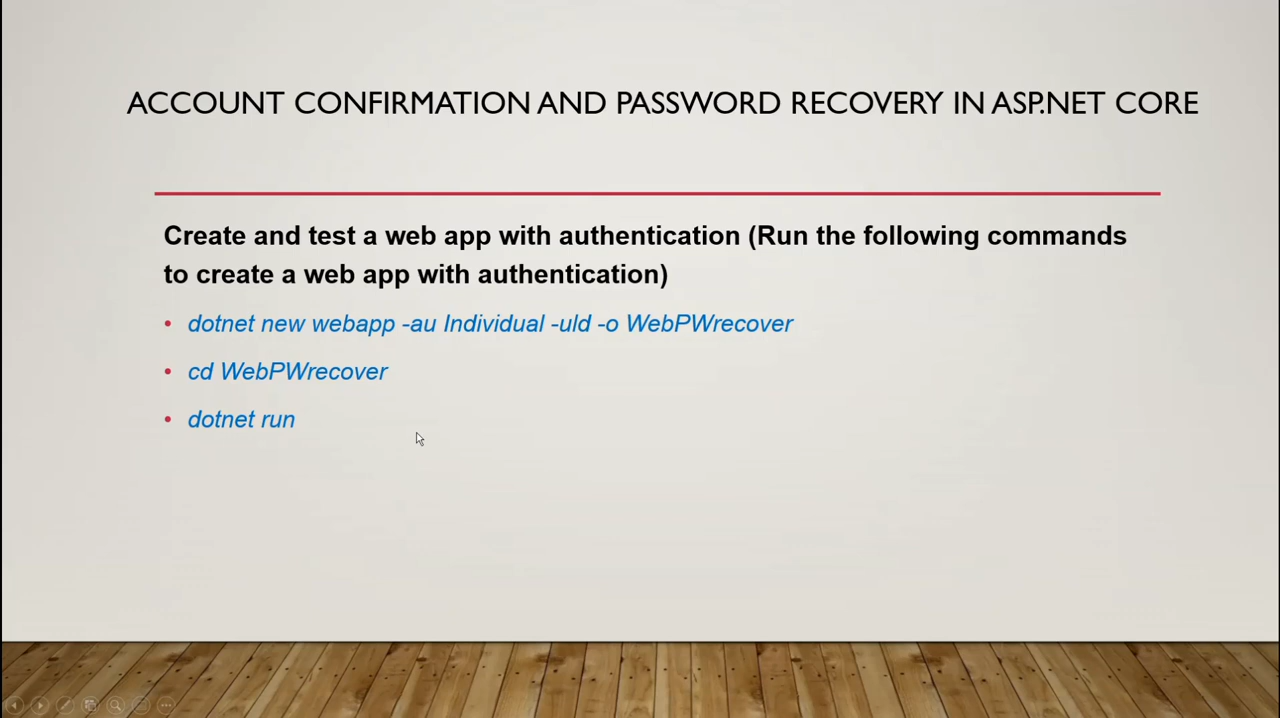 ACCOUNT CONFIRMATION AND PASSWORD RECOVERY IN ASP.NET CORE
Create and test a web app with authentication (Run the following commands
to create a web app with authentication)
• dotnet new webapp -au Individual -uld -o WebPWrecover
• cd WebPWrecover
• dotnet run